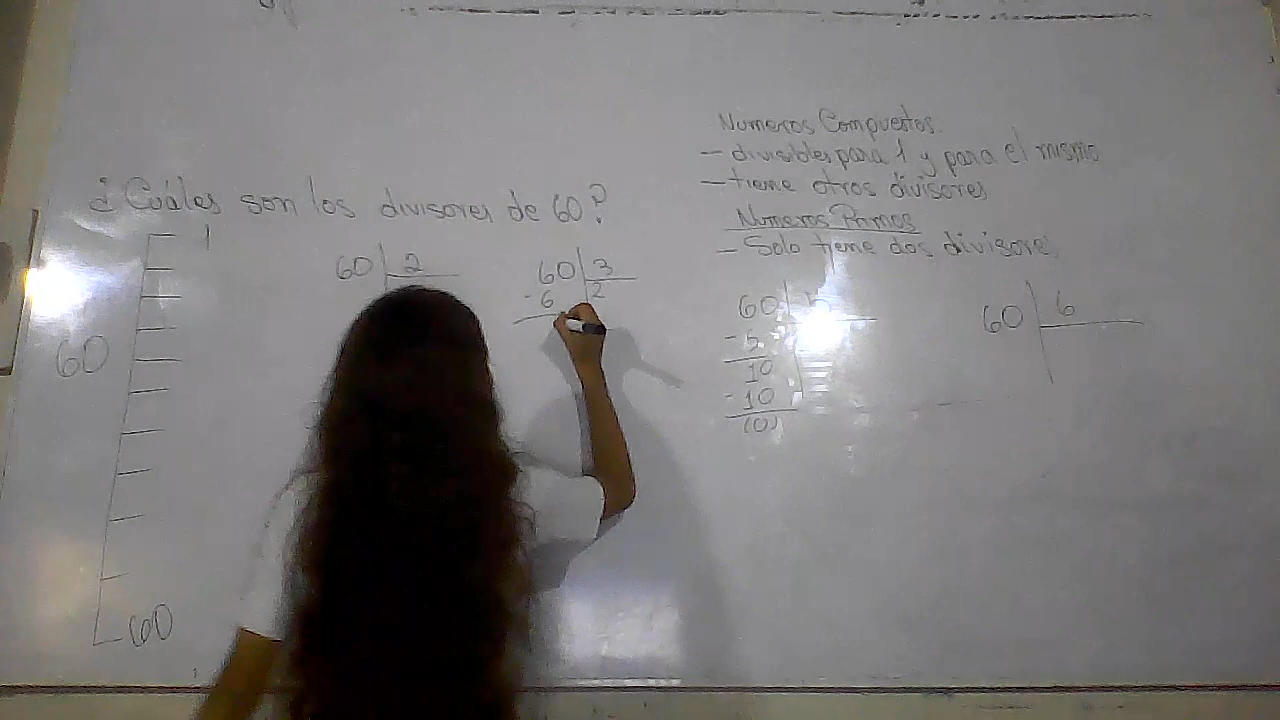 Numeros Compuestos.
- divisibles para 1 y para el mismo
- tiene otros divisores
Numeros Primos
- Solo tiene dos divisores
¿Cuáles son los divisores de 60?
1
60
60
60 2
60 3
- 6 2
60
- 6
10
- 10
(0)
60 6